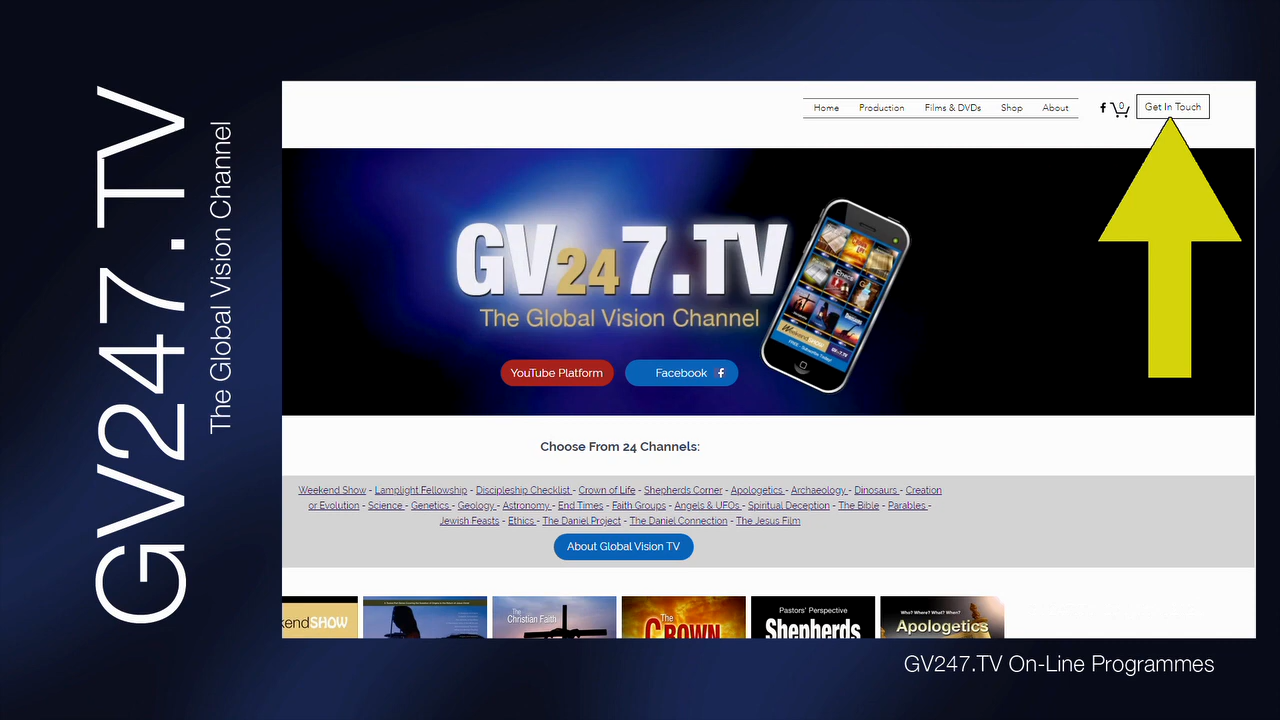 GV247.TV
The Global Vision Channel
Home Production Films & DVDs Shop About
0
Get In Touch
GV247.TV
The Global Vision Channel
YouTube Platform
Facebook
Choose From 24 Channels:
Weekend Show - Lamplight Fellowship - Discipleship Checklist - Crown of Life - Shepherds Corner - Apologetics - Archaeology - Dinosaurs - Creation
or Evolution - Science - Genetics - Geology - Astronomy - End Times - Faith Groups - Angels & UFOs - Spiritual Deception - The Bible - Parables -
Jewish Feasts - Ethics - The Daniel Project - The Daniel Connection - The Jesus Film
About Global Vision TV
kendSHOW
The
Christian Faith
The
CROWN
Pastors' Perspective
Shepherds
Who? Where? What? When?
Apologetics
GV247.TV On-Line Programmes